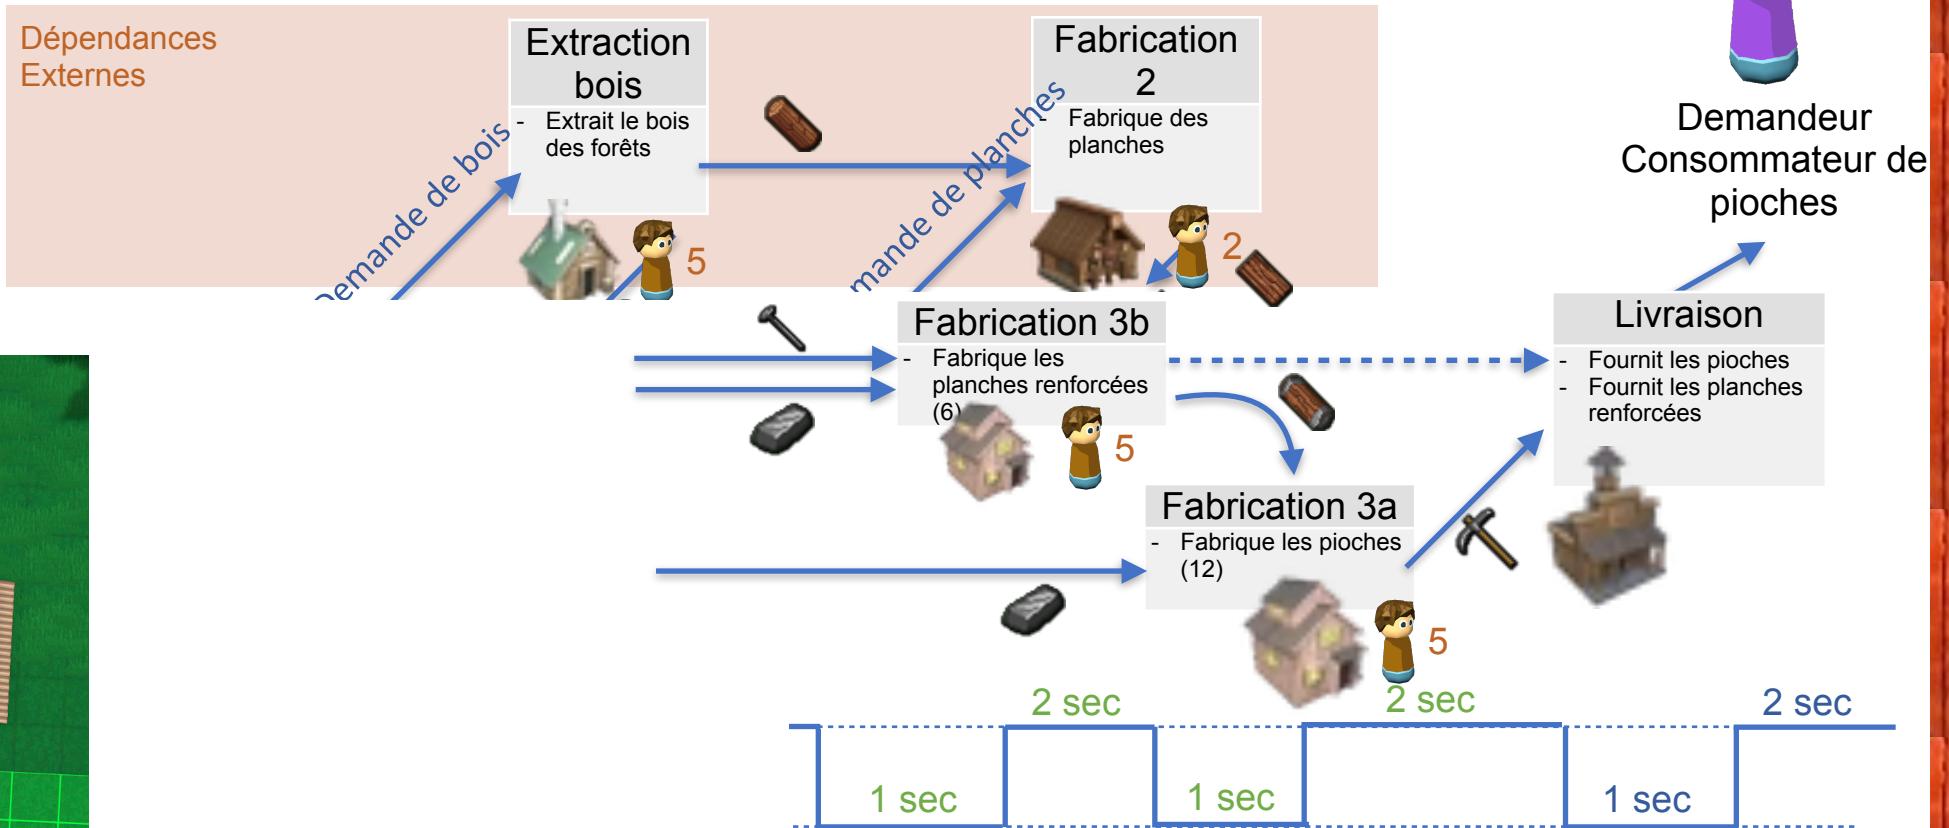 Dépendances
Externes
Extraction
bois
- Extrait le bois
des forêts
Demande de bois
5
Fabrication
2
- Fabrique des
planches
mande de planches
2
Demandeur
Consommateur de
pioches
Fabrication 3b
- Fabrique les
planches renforcées
(6)
5
Livraison
- Fournit les pioches
- Fournit les planches
renforcées
Fabrication 3a
- Fabrique les pioches
(12)
5
2 sec
2 sec
2 sec
1 sec
1 sec
1 sec